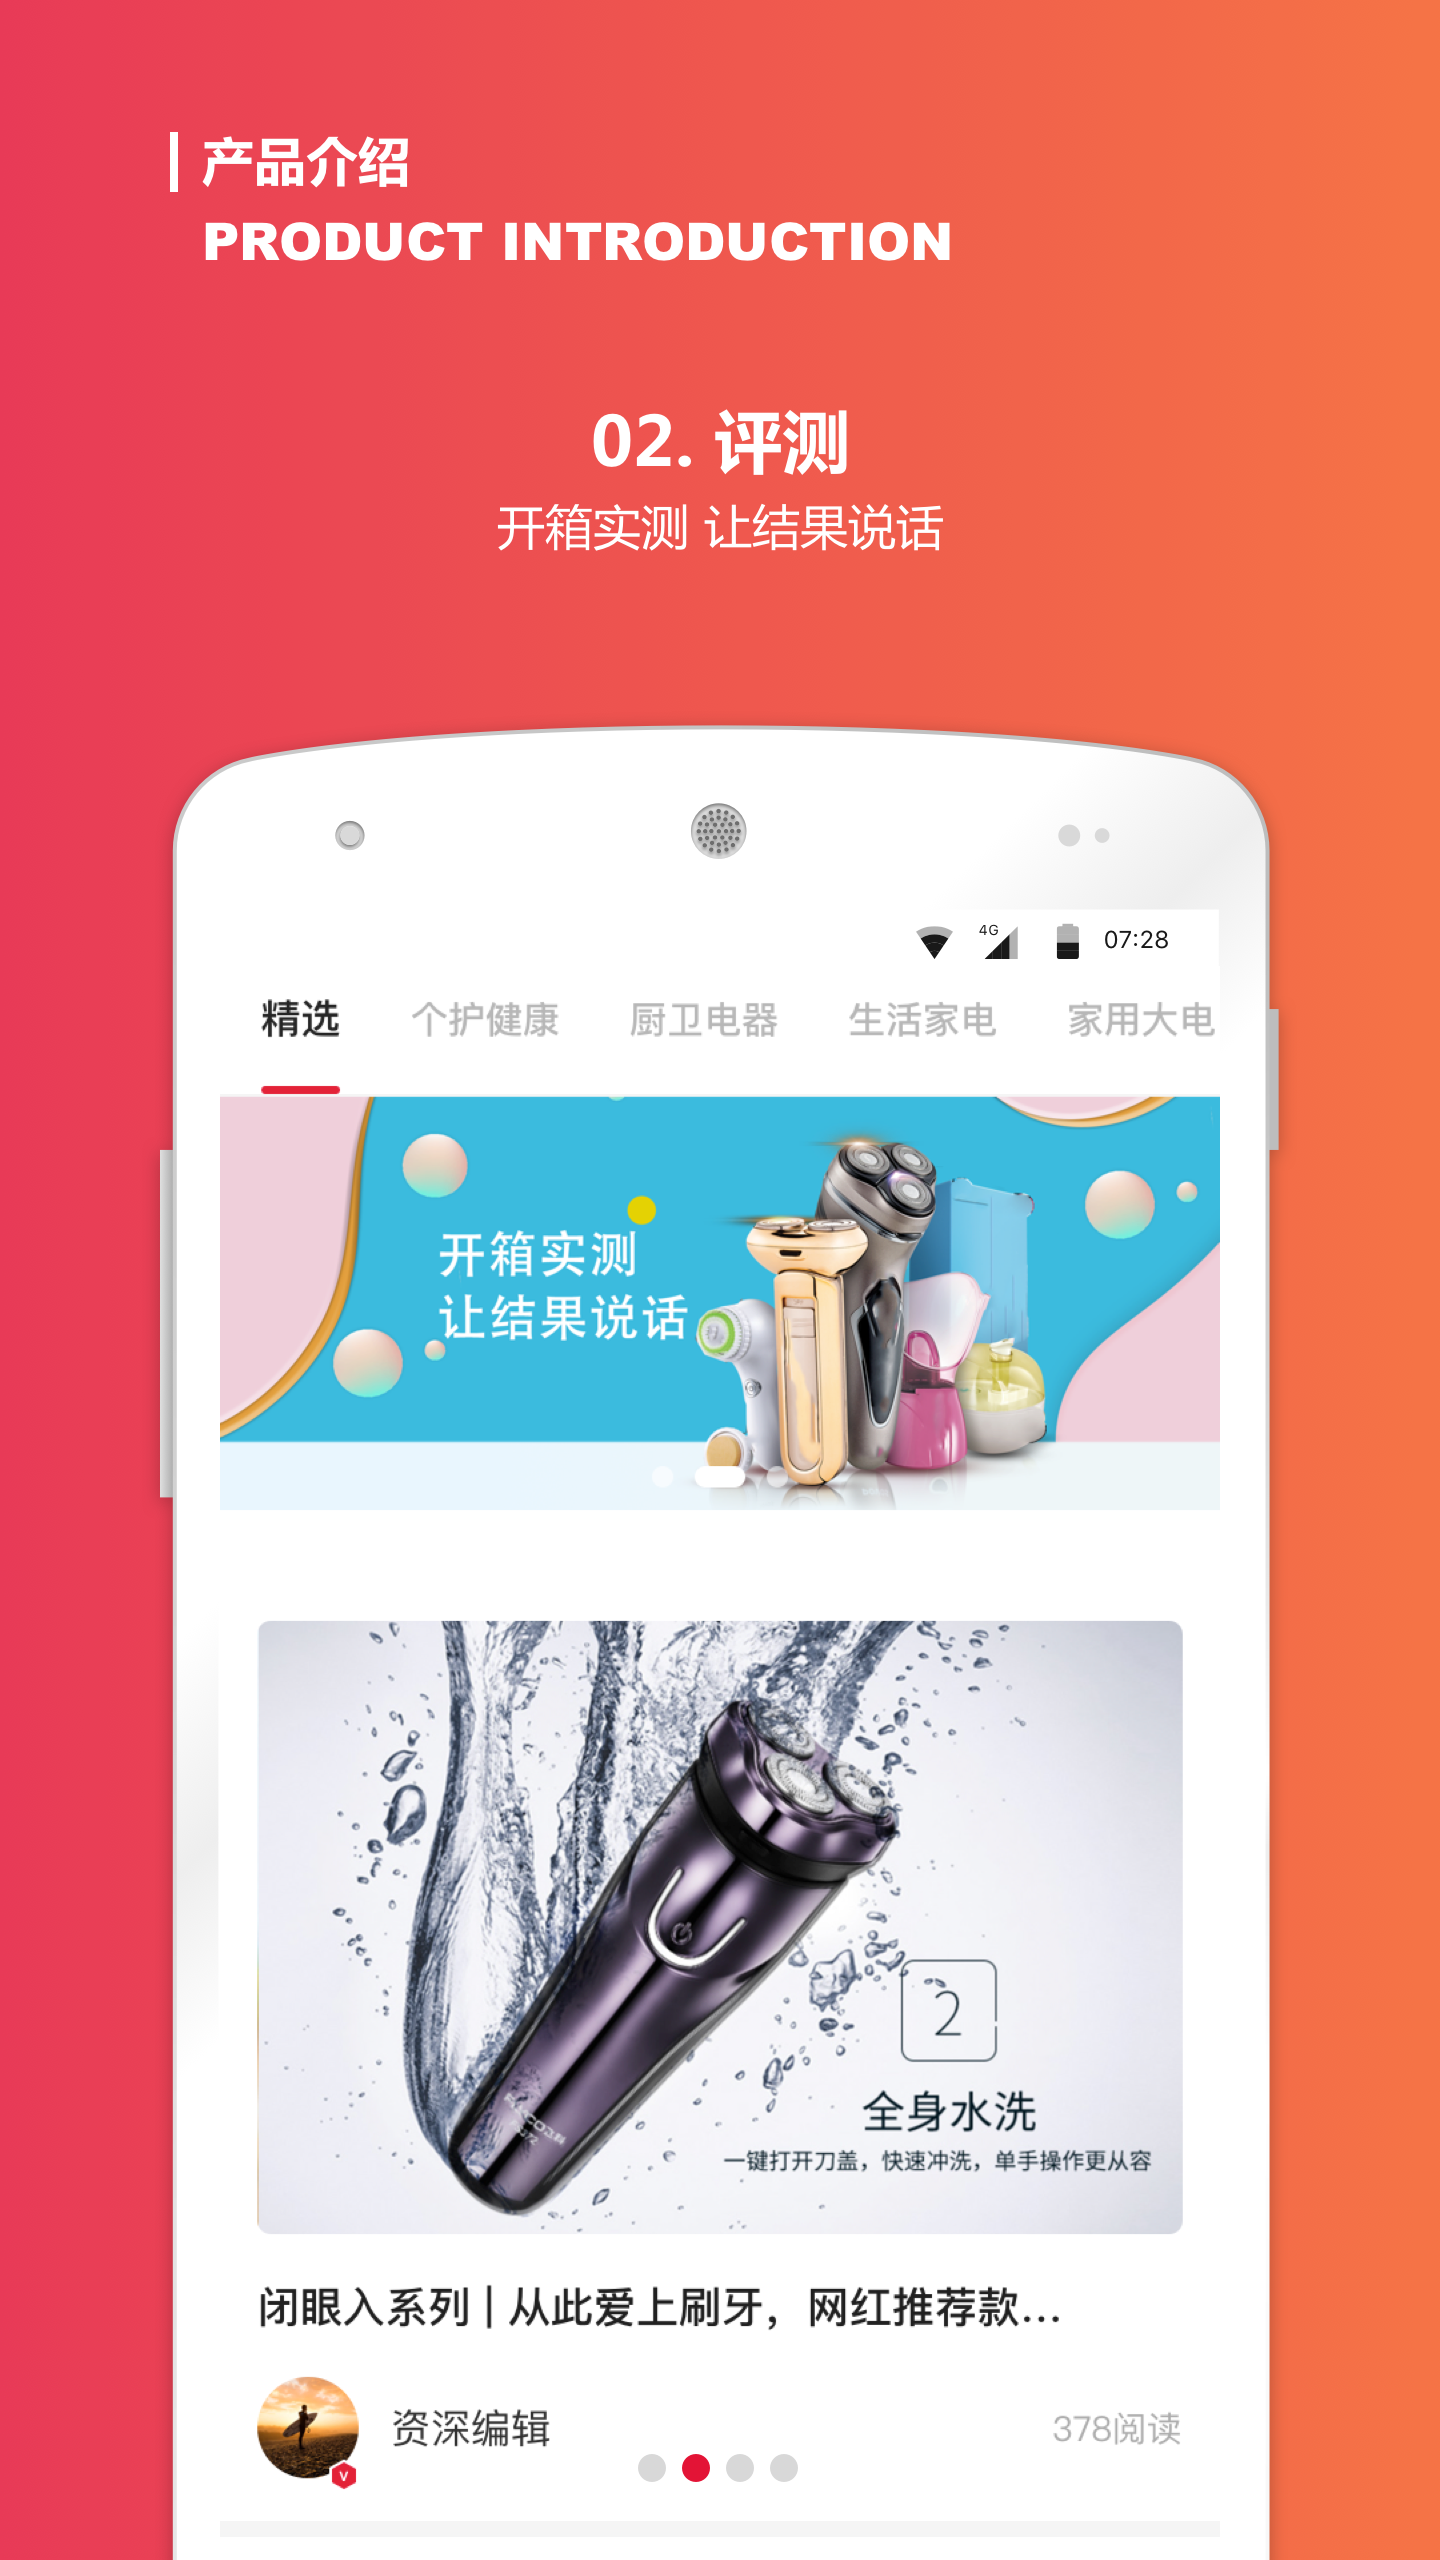 产品介绍
PRODUCT INTRODUCTION
02. 评测
开箱实测 让结果说话
4G 07:28
精选 个护健康 厨卫电器 生活家电 家用大电
开箱实测
让结果说话
2
全身水洗
一键打开刀盖，快速冲洗，单手操作更从容
闭眼入系列 | 从此爱上刷牙，网红推荐款...
V
资深编辑 378阅读